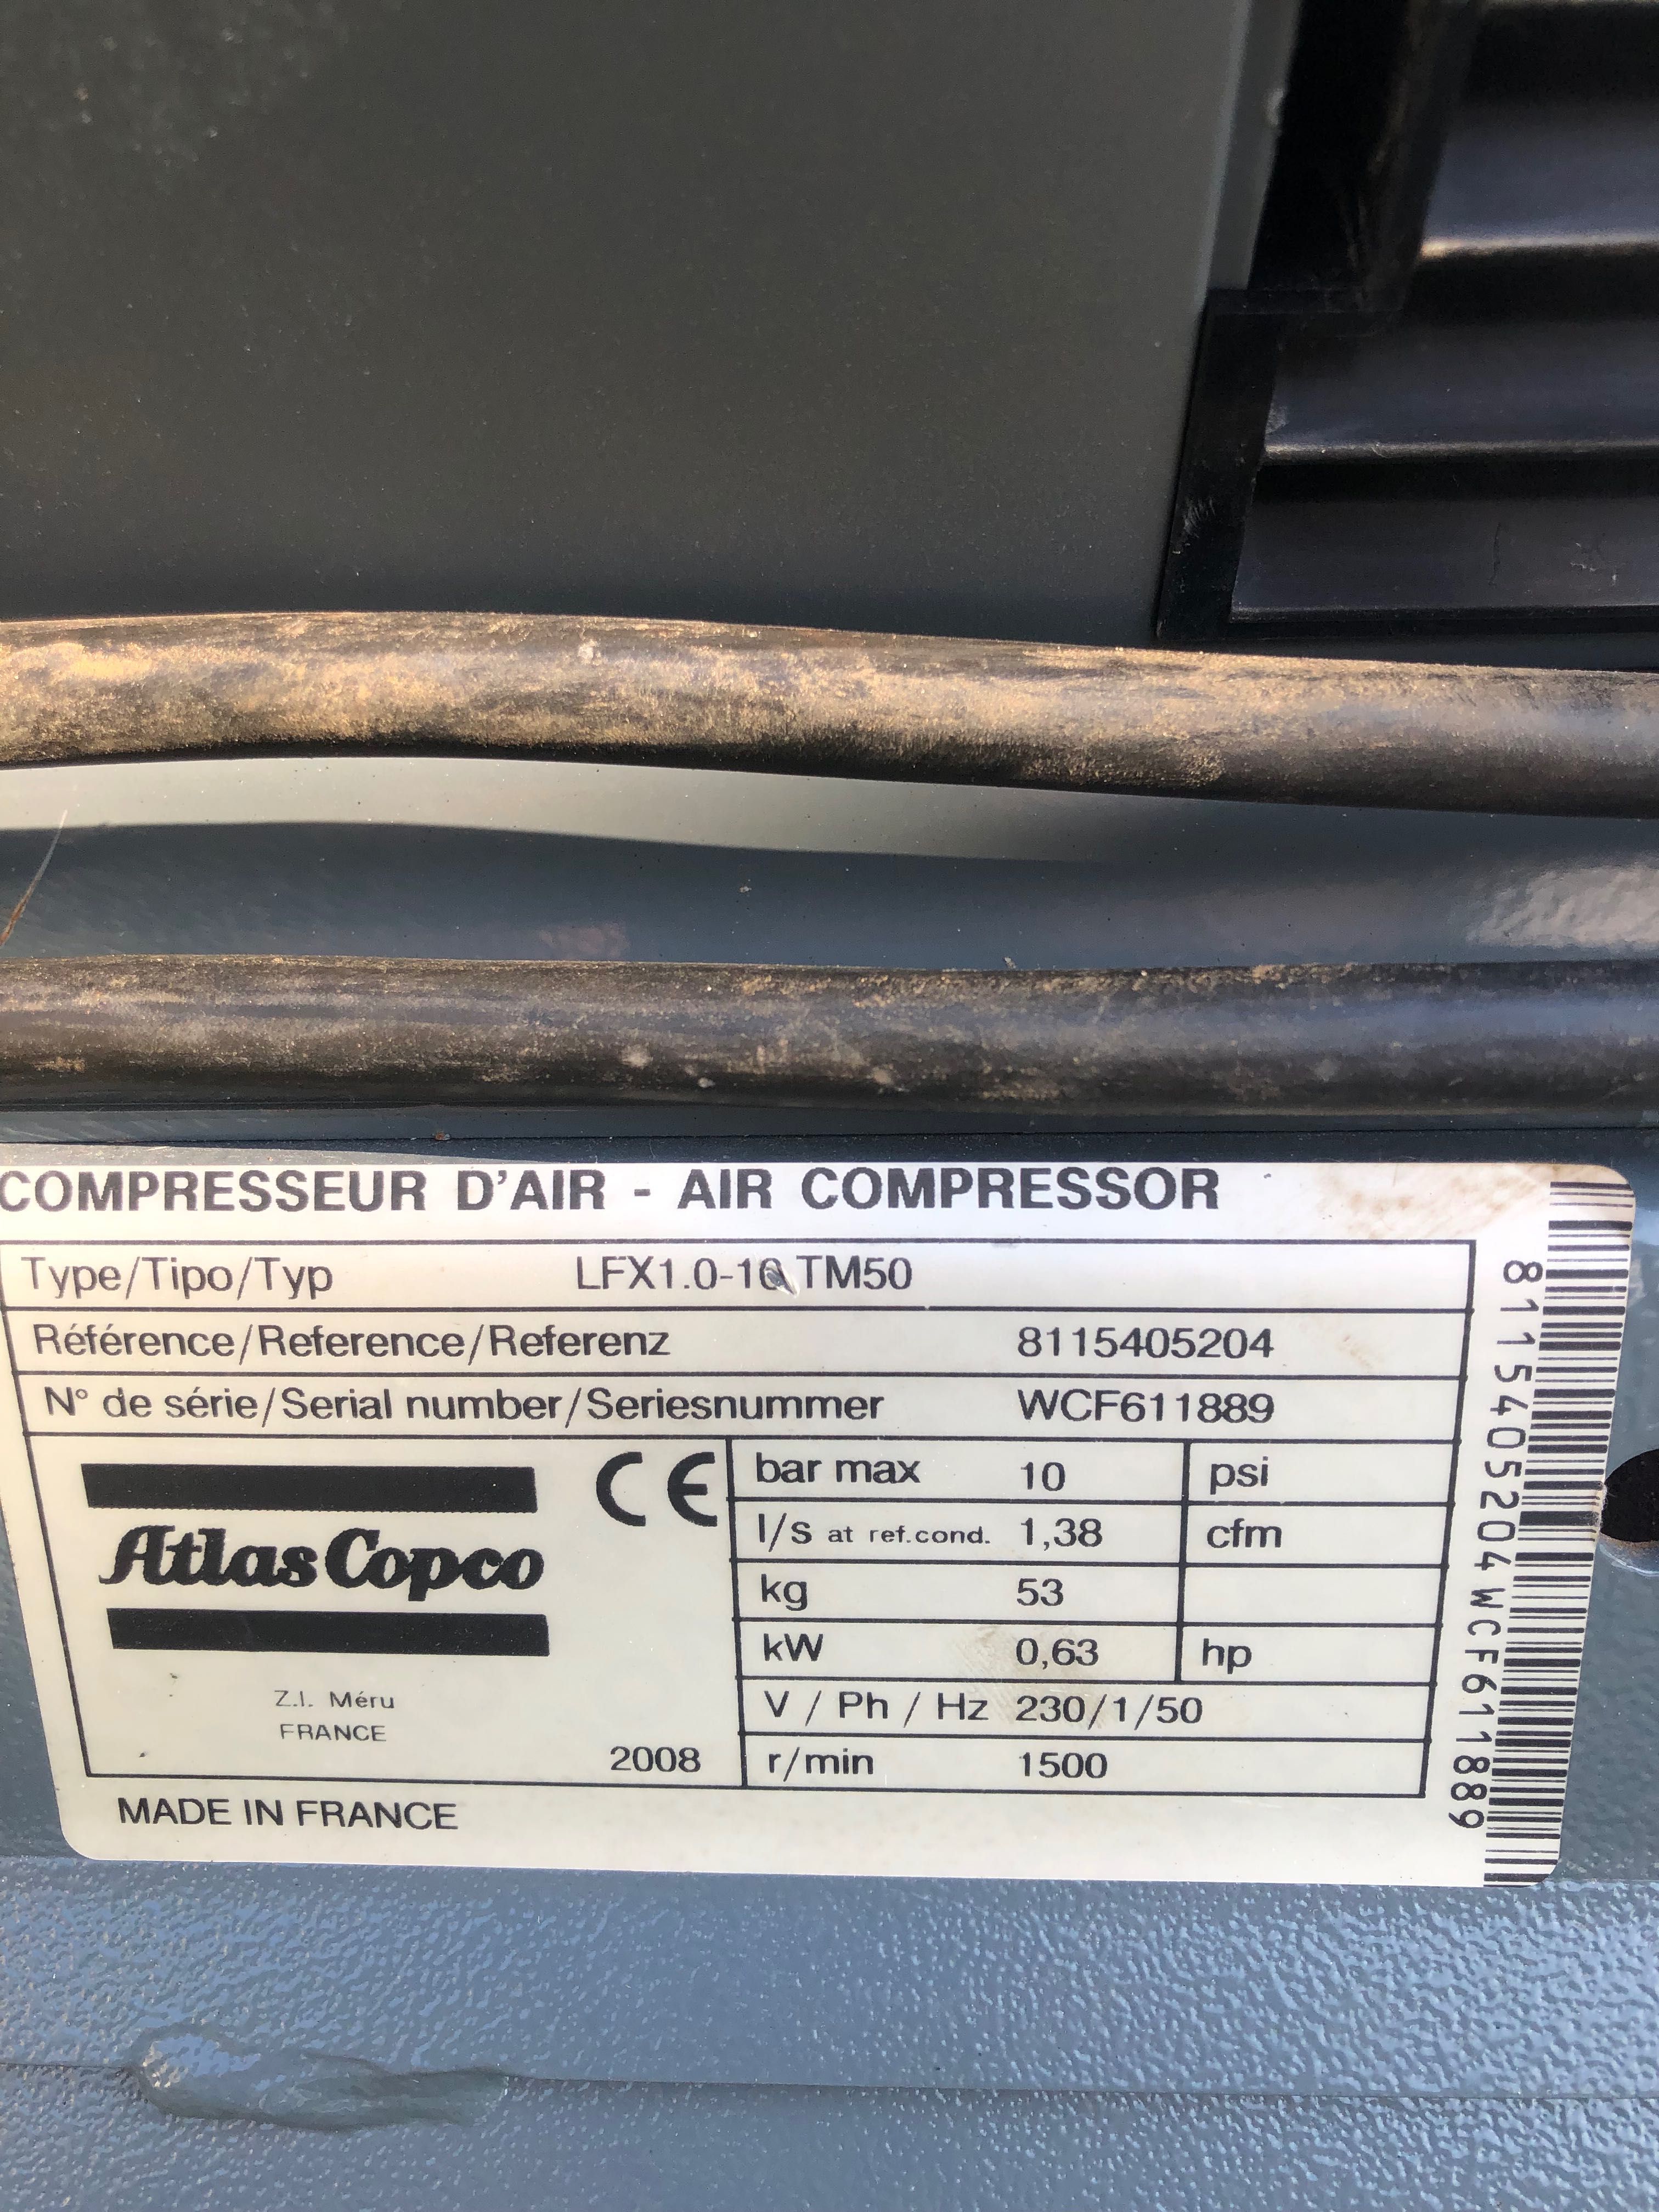 COMPRESSEUR D'AIR - AIR COMPRESSOR
Type/Tipo/Typ LFX1.0-10 TM50
Référence/Reference/Referenz 8115405204
N° de série/Serial number/Seriesnummer WCF611889
CE
bar max 10 psi
l/s at ref.cond. 1,38 cfm
Atlas Copco
kg 53
kW 0,63 hp
Z.I. Méru
V / Ph / Hz 230/1/50
FRANCE
2008
r/min 1500
MADE IN FRANCE
8115405204WCF611889